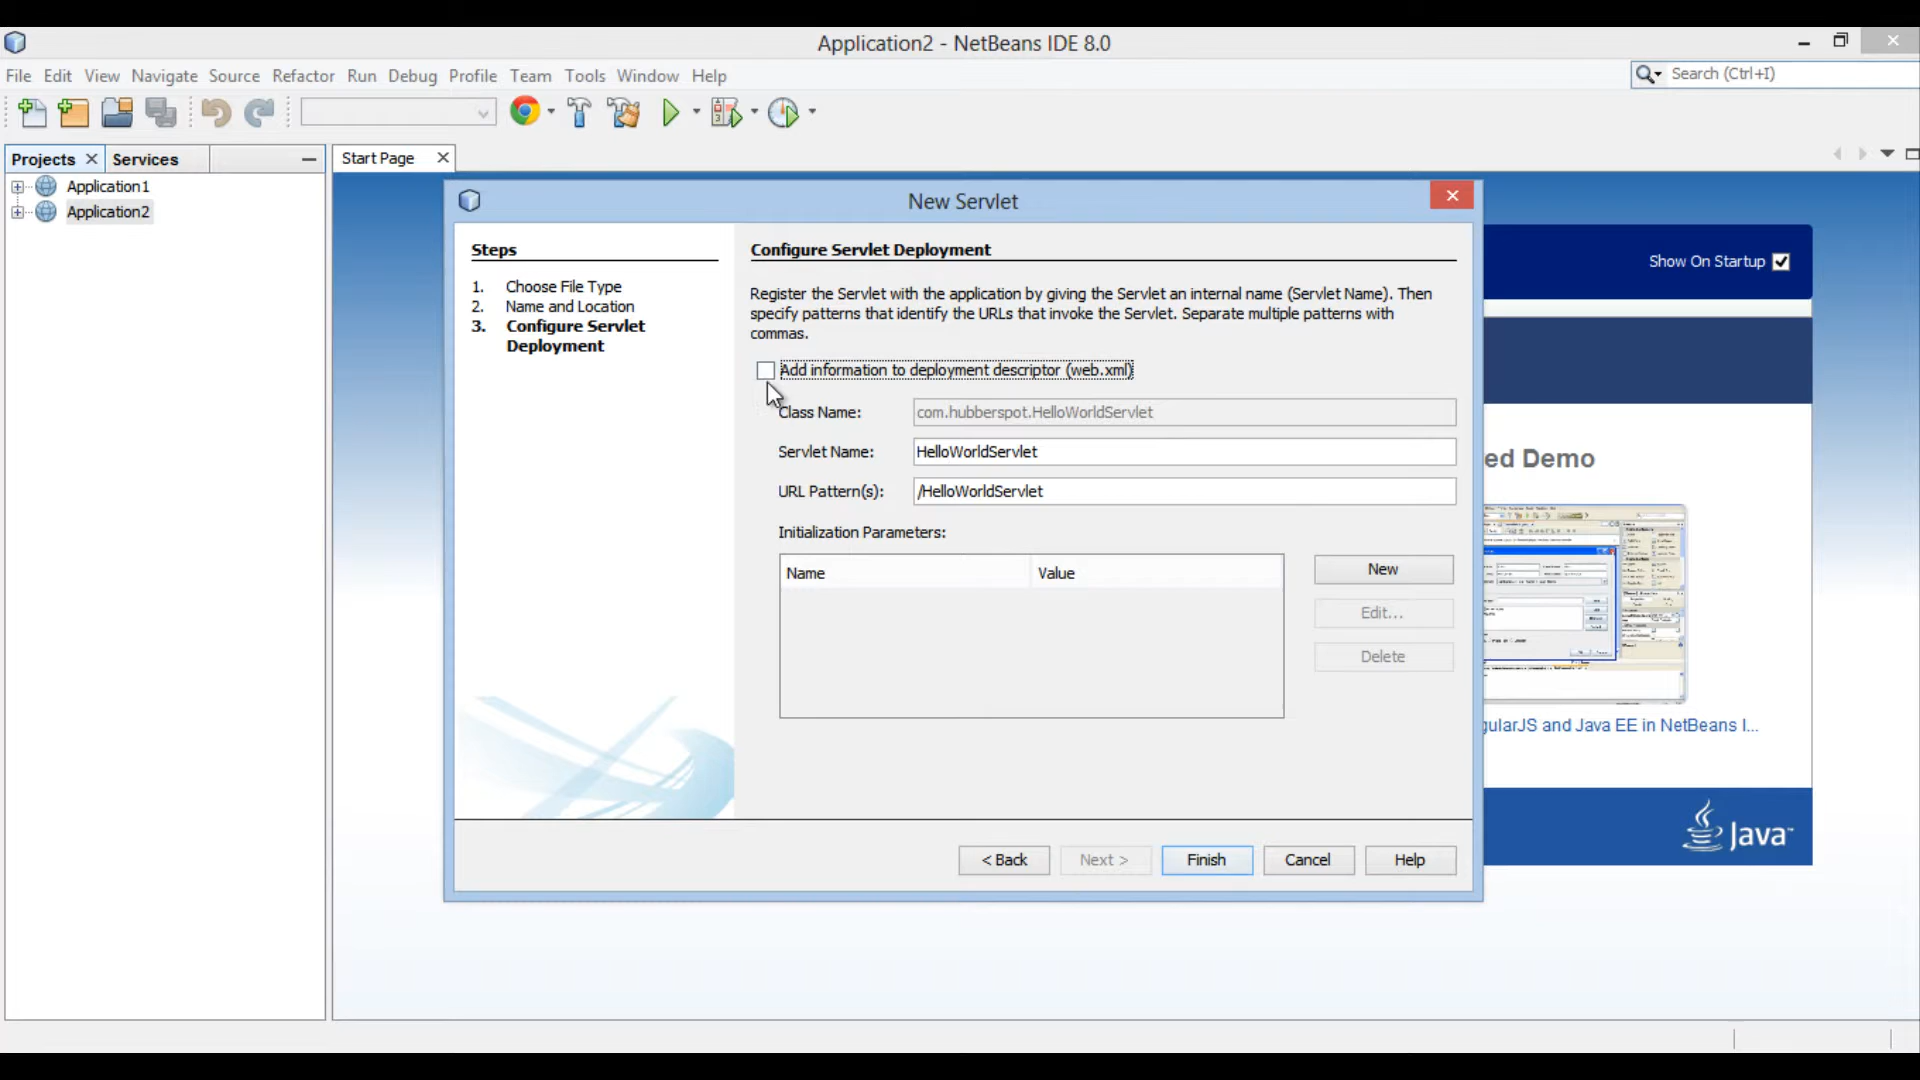 Application2 - NetBeans IDE 8.0
File Edit View Navigate Source Refactor Run Debug Profile Team Tools Window Help
Search (Ctrl+I)
Projects
Services
Start Page
Application1
Application2
New Servlet
Show On Startup
Steps
1. Choose File Type
2. Name and Location
3. Configure Servlet
Deployment
Configure Servlet Deployment
Register the Servlet with the application by giving the Servlet an internal name (Servlet Name). Then
specify patterns that identify the URLs that invoke the Servlet. Separate multiple patterns with
commas.
Add information to deployment descriptor (web.xml)
Class Name: com.hubberspot.HelloWorldServlet
Servlet Name: HelloWorldServlet
URL Pattern(s): /HelloWorldServlet
Initialization Parameters:
Name Value
New
Edit...
Delete
ed Demo
gularJS and Java EE in NetBeans I...
Java
< Back Next > Finish Cancel Help